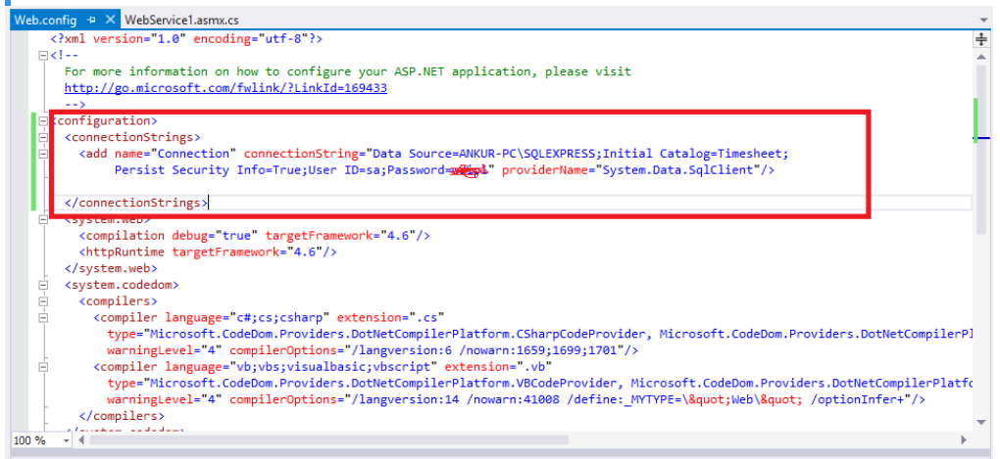 Web.config WebService1.asmx.cs
<?xml version="1.0" encoding="utf-8"?>
<!--
For more information on how to configure your ASP.NET application, please visit
http://go.microsoft.com/fwlink/?LinkId=169433
-->
<configuration>
<connectionStrings>
<add name="Connection" connectionString="Data Source=ANKUR-PC\SQLEXPRESS;Initial Catalog=Timesheet;
Persist Security Info=True;User ID=sa;Password=" providerName="System.Data.SqlClient"/>
</connectionStrings>
<system.web>
<compilation debug="true" targetFramework="4.6"/>
<httpRuntime targetFramework="4.6"/>
</system.web>
<system.codedom>
<compilers>
<compiler language="c#;cs;csharp" extension=".cs"
type="Microsoft.CodeDom.Providers.DotNetCompilerPlatform.CSharpCodeProvider, Microsoft.CodeDom.Providers.DotNetCompilerPl
warningLevel="4" compilerOptions="/langversion:6 /nowarn:1659;1699;1701"/>
<compiler language="vb;vbs;visualbasic;vbscript" extension=".vb"
type="Microsoft.CodeDom.Providers.DotNetCompilerPlatform.VBCodeProvider, Microsoft.CodeDom.Providers.DotNetCompilerPlatfo
warningLevel="4" compilerOptions="/langversion:14 /nowarn:41008 /define:_MYTYPE=\&quot;Web\&quot; /optionInfer+"/>
</compilers>
</system.codedom>
100 %